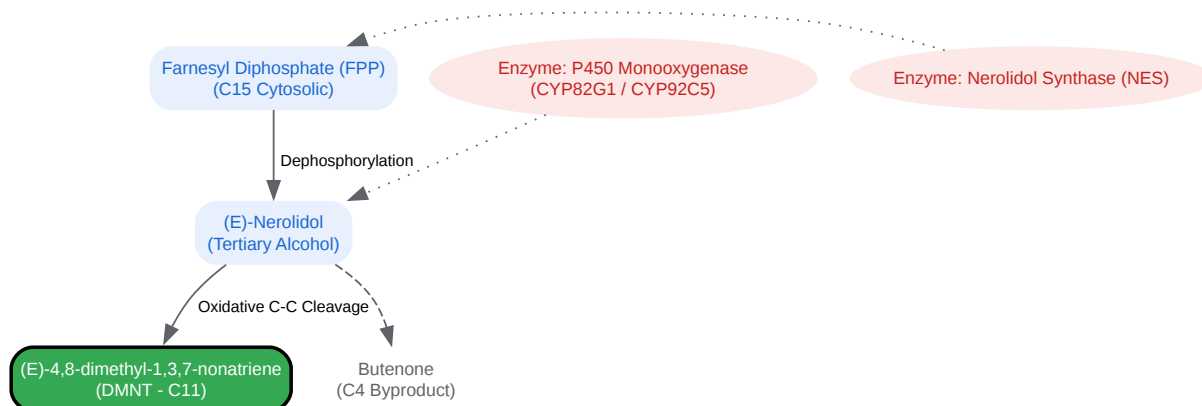 Farnesyl Diphosphate (FPP)
(C15 Cytosolic)
Enzyme: P450 Monooxygenase
(CYP82G1 / CYP92C5)
Enzyme: Nerolidol Synthase (NES)
Dephosphorylation
(E)-Nerolidol
(Tertiary Alcohol)
Oxidative C-C Cleavage
(E)-4,8-dimethyl-1,3,7-nonatriene
(DMNT - C11)
Butenone
(C4 Byproduct)